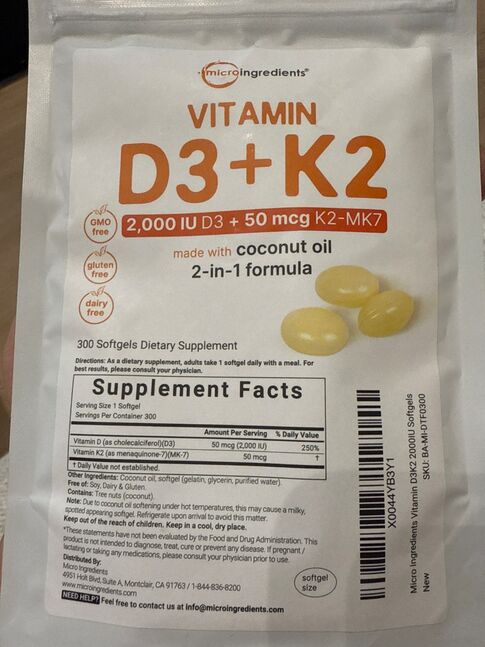 microingredients®
VITAMIN
D3+K2
2,000 IU D3 + 50 mcg K2-MK7
made with coconut oil
2-in-1 formula
GMO
free
gluten
free
dairy
free
300 Softgels Dietary Supplement
Directions: As a dietary supplement, adults take 1 softgel daily with a meal. For
best results, please consult your physician.
Supplement Facts
Serving Size 1 Softgel
Servings Per Container 300
Amount Per Serving % Daily Value
Vitamin D (as cholecalciferol)(D3) 50 mcg (2,000 IU) 250%
Vitamin K2 (as menaquinone-7)(MK-7) 50 mcg †
† Daily Value not established.
Other Ingredients: Coconut oil, softgel (gelatin, glycerin, purified water).
Free of: Soy, Dairy & Gluten.
Contains: Tree nuts (coconut).
Note: Due to coconut oil softening under hot temperatures, this may cause a milky,
spotted appearing softgel. Refrigerate upon arrival to avoid this matter.
Keep out of the reach of children. Keep in a cool, dry place.
*These statements have not been evaluated by the Food and Drug Administration. This
product is not intended to diagnose, treat, cure or prevent any disease. If pregnant /
lactating or taking any medications, please consult your physician prior to use.
Distributed By:
Micro Ingredients
4951 Holt Blvd, Suite A, Montclair, CA 91763 / 1-844-836-8200
www.microingredients.com
NEED HELP? Feel free to contact us at info@microingredients.com
softgel
size
X0044YB3Y1
Micro Ingredients Vitamin D3K2 2000IU Softgels
SKU: BA-MI-DTF0300
New